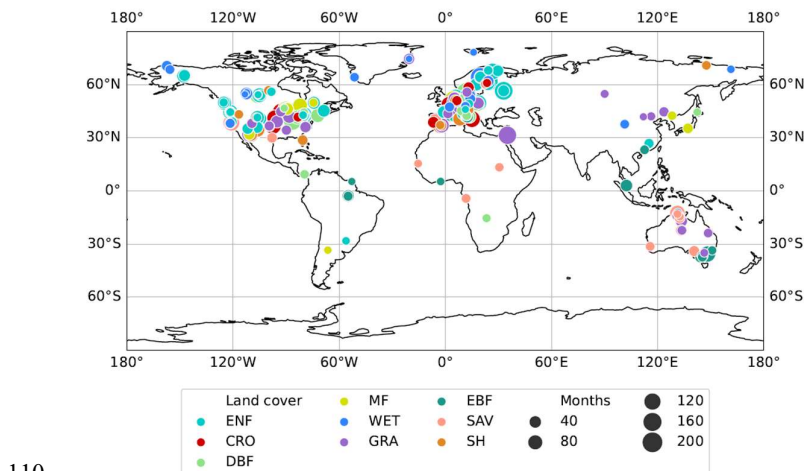 180° 120°W 60°W 0° 60°E 120°E 180°
60°N 60°N
30°N 30°N
0° 0°
30°S 30°S
60°S 60°S
180° 120°W 60°W 0° 60°E 120°E 180°
Land cover MF EBF Months 120
ENF WET SAV 40 160
CRO GRA SH 80 200
DBF
110